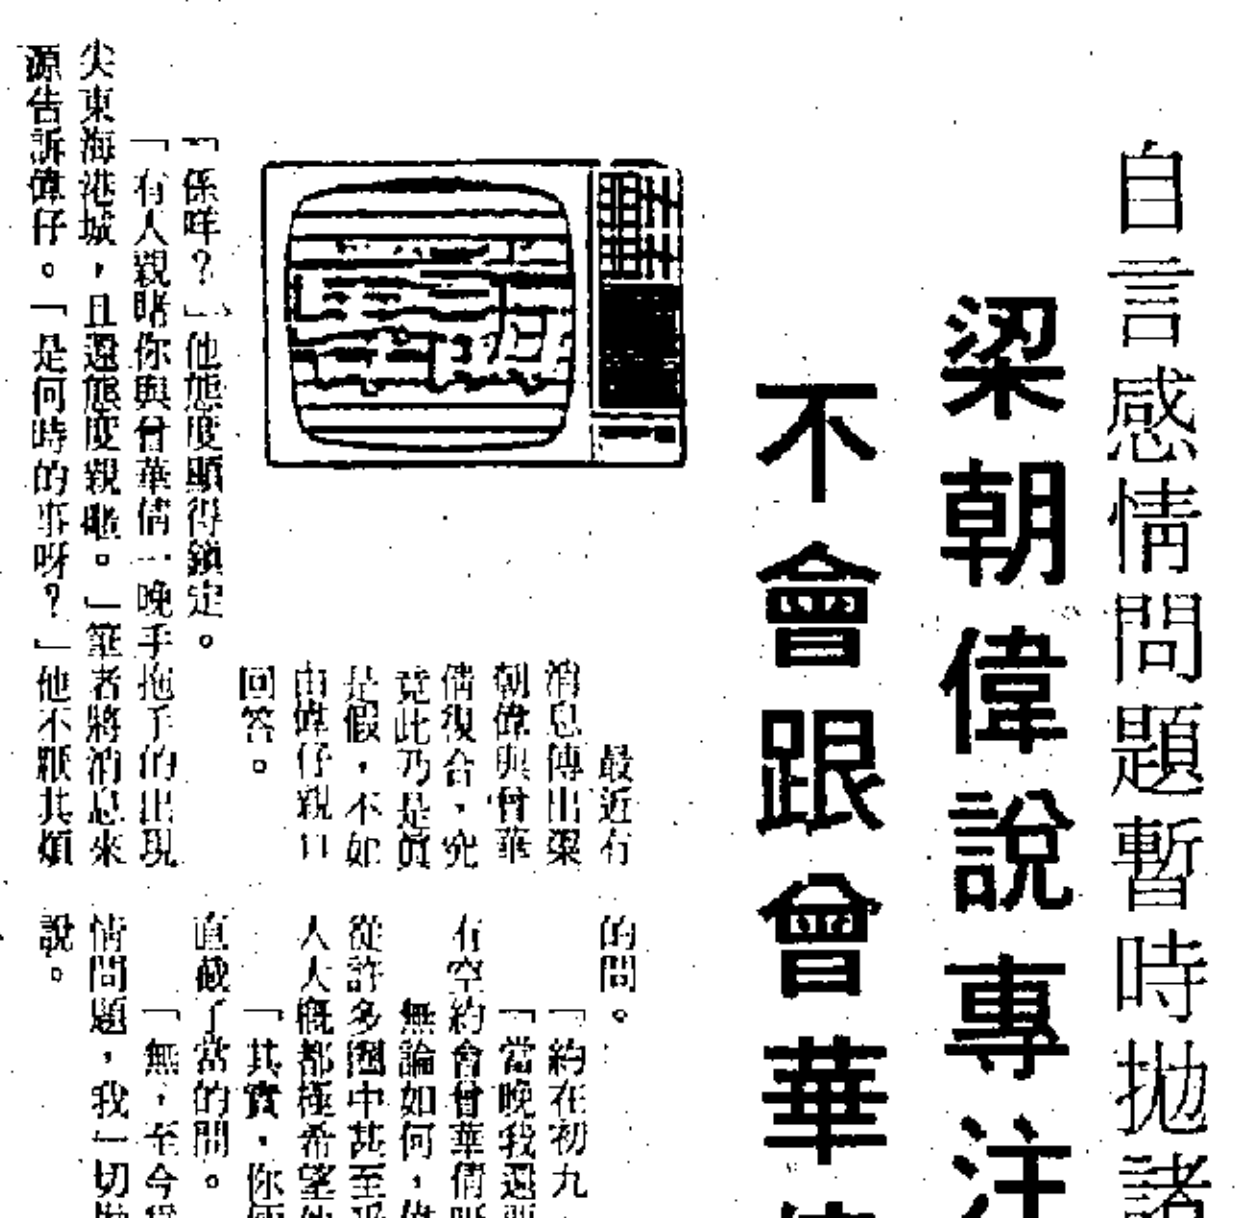 自言感情問題暫時拋諸
梁朝偉說專注
不會跟曾華
最近有
消息傳出梁
朝偉與曾華
倩復合，究
竟此乃是真
是假，不如
由偉仔親口
回答。
「係咩？」他態度顯得鎮定。
「有人親睹你與曾華倩一晚手拖手的出現
尖東海港城，且還態度親暱。」筆者將消息來
源告訴偉仔。「是何時的事呀？」他不厭其煩
的問。
「約在初九
「當晚我還要
有空約會曾華倩呀
無論如何，偉
從許多圈中甚至
人人概都極希望他
「其實，你
直截了當的問。
「無，至今
情問題，我一切拋
說。